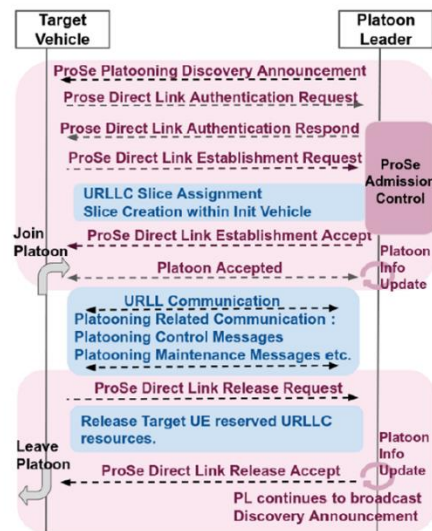 Target
Vehicle
Platoon
Leader
ProSe Platooning Discovery Announcement
Prose Direct Link Authentication Request
Prose Direct Link Authentication Respond
ProSe Direct Link Establishment Request
ProSe
Admission
Control
URLLC Slice Assignment
Slice Creation within Init Vehicle
Join
Platoon
ProSe Direct Link Establishment Accept
Platoon Accepted
Platoon
Info
Update
URLL Communication
Platooning Related Communication :
Platooning Control Messages
Platooning Maintenance Messages etc.
ProSe Direct Link Release Request
Release Target UE reserved URLLC
resources.
Leave
Platoon
ProSe Direct Link Release Accept
Platoon
Info
Update
PL continues to broadcast
Discovery Announcement